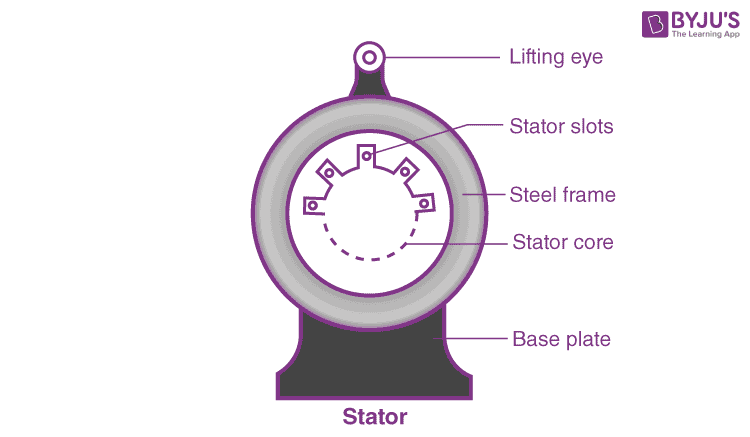 BYJU'S
The Learning App
Lifting eye
Stator slots
Steel frame
Stator core
Base plate
Stator